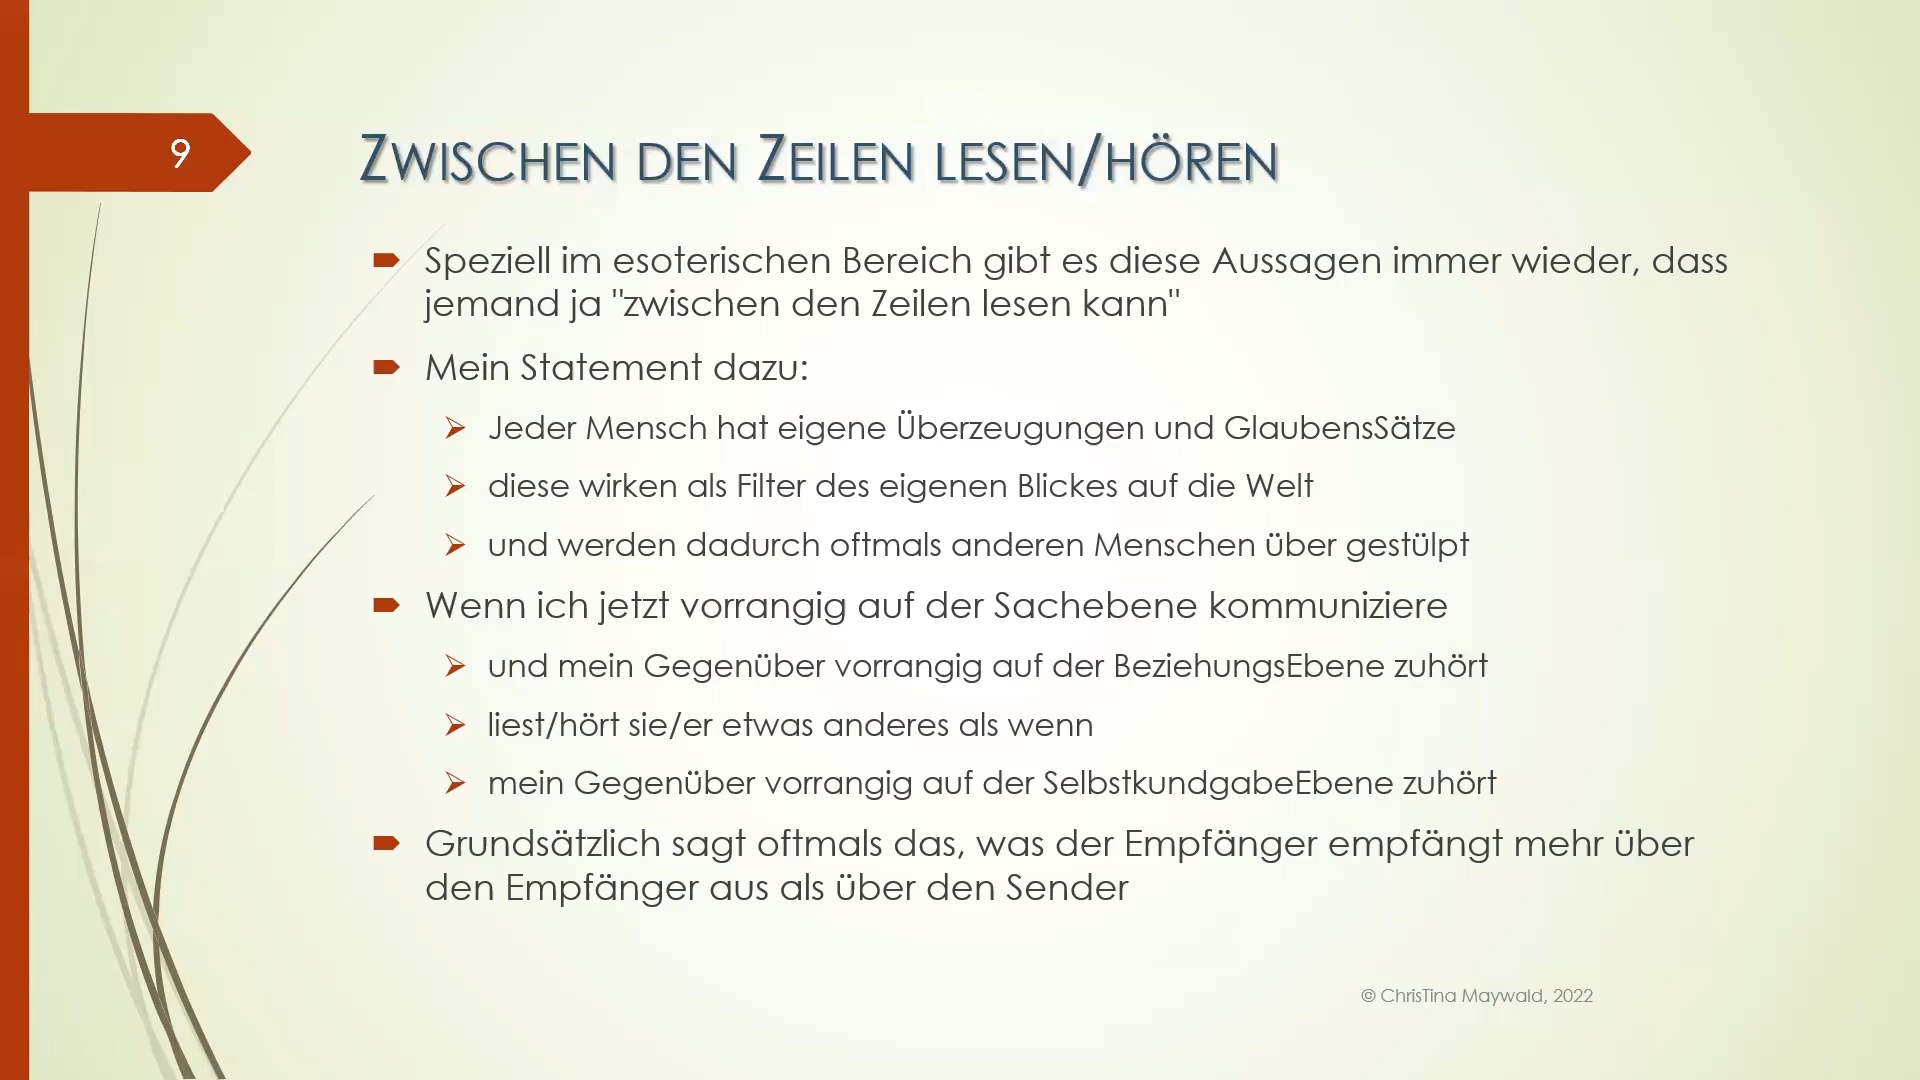 9
Zwischen den Zeilen lesen/hören
Speziell im esoterischen Bereich gibt es diese Aussagen immer wieder, dass
jemand ja "zwischen den Zeilen lesen kann"
Mein Statement dazu:
Jeder Mensch hat eigene Überzeugungen und GlaubensSätze
diese wirken als Filter des eigenen Blickes auf die Welt
und werden dadurch oftmals anderen Menschen über gestülpt
Wenn ich jetzt vorrangig auf der Sachebene kommuniziere
und mein Gegenüber vorrangig auf der BeziehungsEbene zuhört
liest/hört sie/er etwas anderes als wenn
mein Gegenüber vorrangig auf der SelbstkundgabeEbene zuhört
Grundsätzlich sagt oftmals das, was der Empfänger empfängt mehr über
den Empfänger aus als über den Sender
© ChrisTina Maywald, 2022